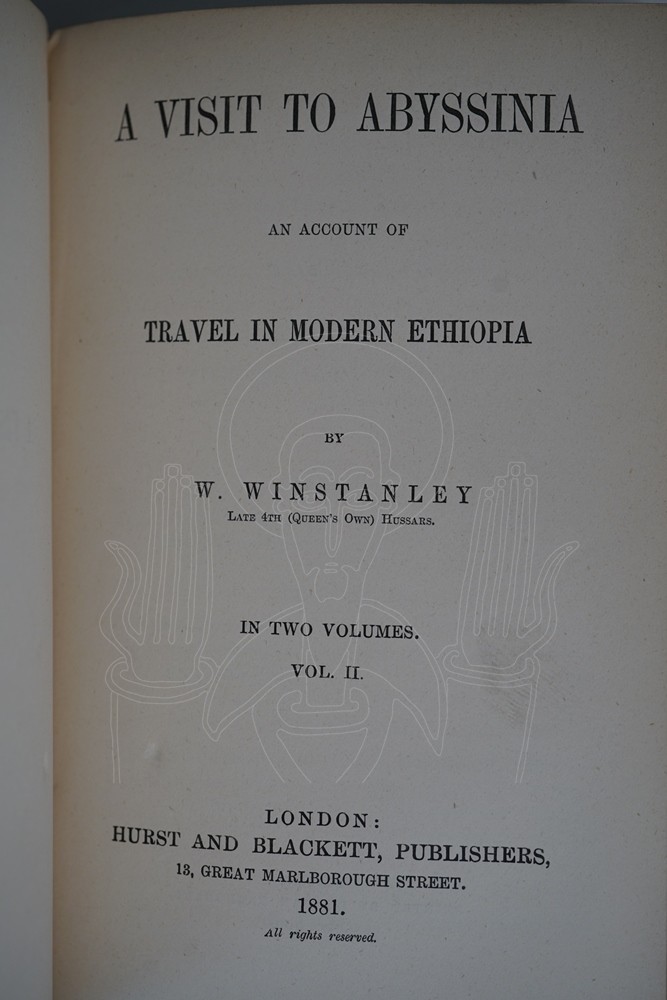 A VISIT TO ABYSSINIA
AN ACCOUNT OF
TRAVEL IN MODERN ETHIOPIA
BY
W. WINSTANLEY
LATE 4TH (QUEEN'S OWN) HUSSARS.
IN TWO VOLUMES.
VOL. II.
LONDON:
HURST AND BLACKETT, PUBLISHERS,
13, GREAT MARLBOROUGH STREET.
1881.
All rights reserved.